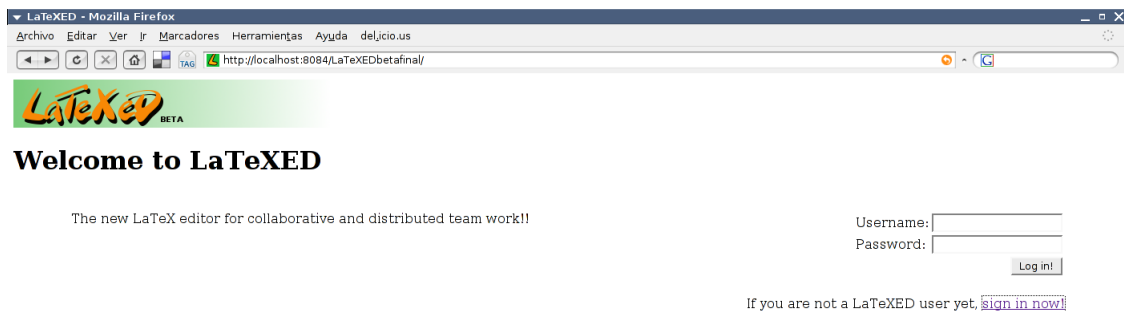 LaTeXED - Mozilla Firefox
Archivo Editar Ver Ir Marcadores Herramientas Ayuda del.icio.us
TAG http://localhost:8084/LaTeXEDbetafinal/ G
LaTeXeD BETA
Welcome to LaTeXED
The new LaTeX editor for collaborative and distributed team work!!
Username:
Password:
Log in!
If you are not a LaTeXED user yet, sign in now!